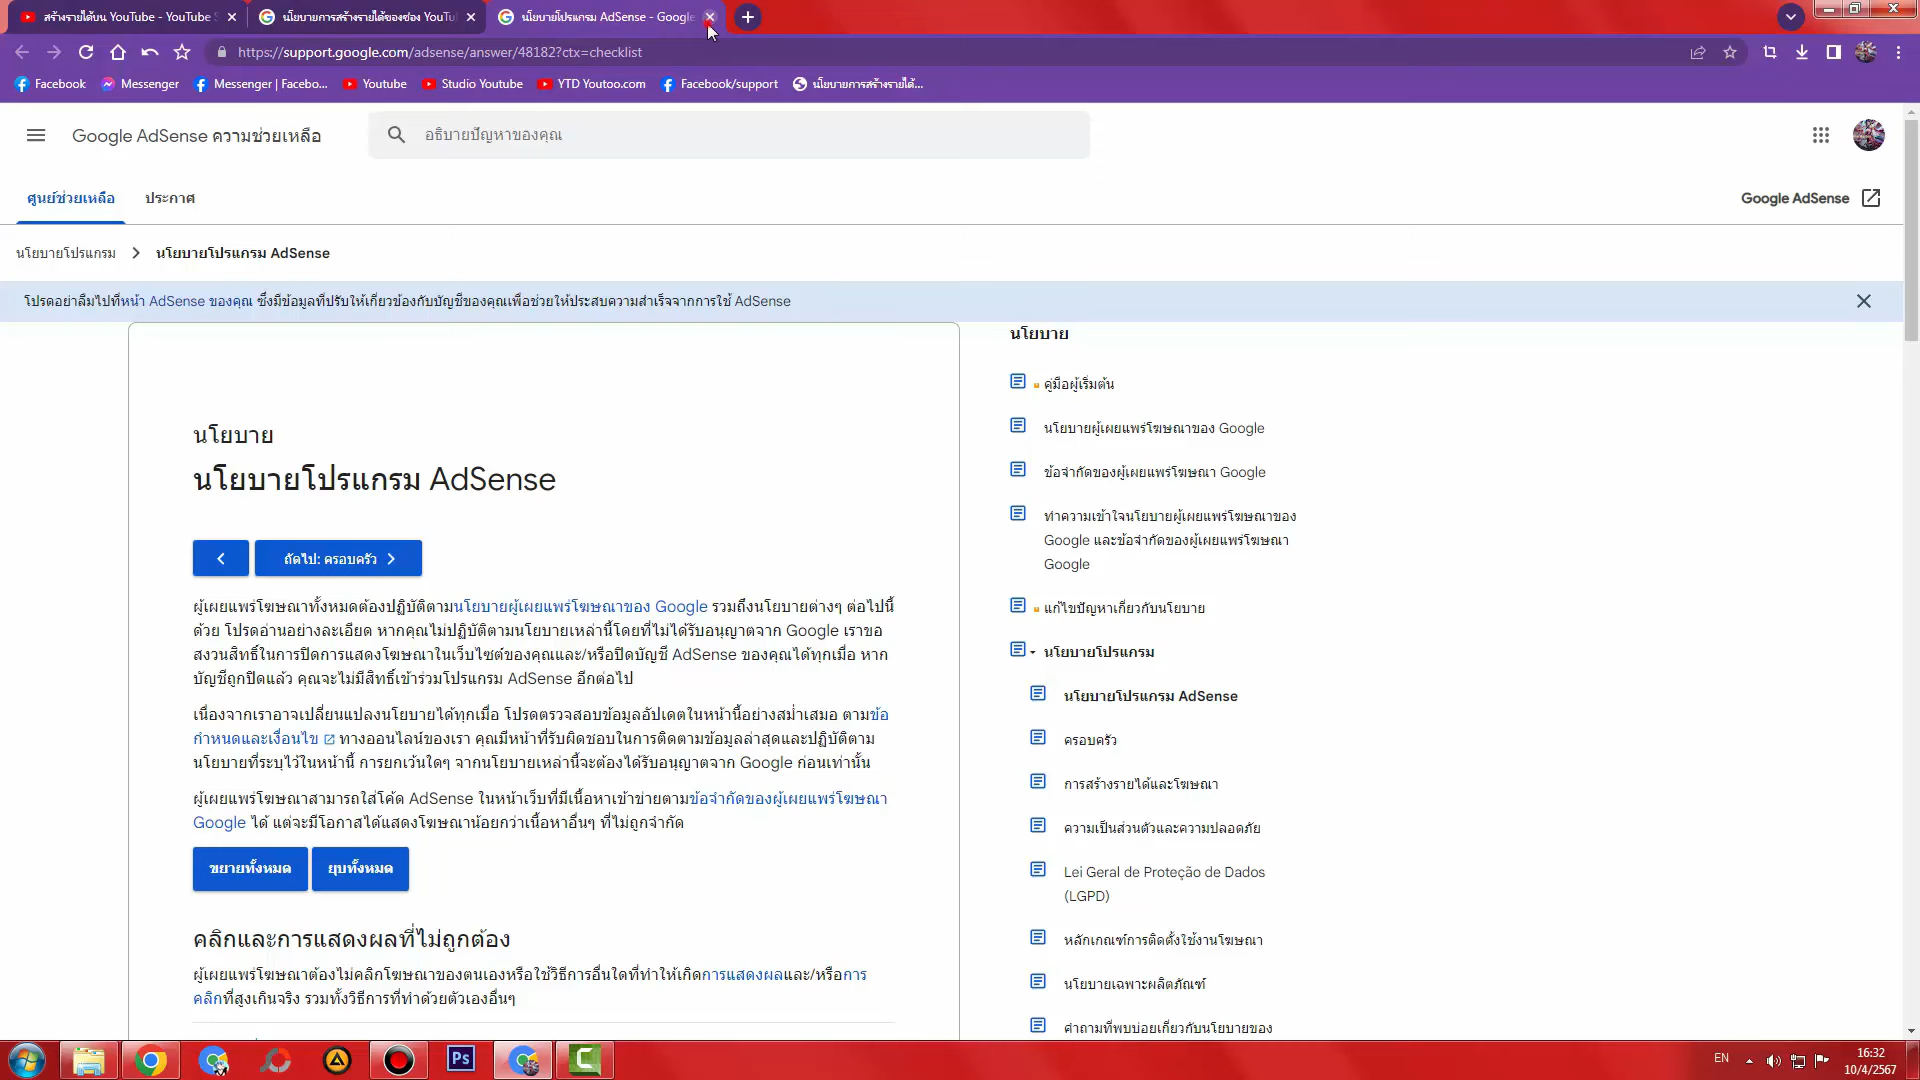 สร้างรายได้บน YouTube - YouTube S
นโยบายการสร้างรายได้ของช่อง YouTu
นโยบายโปรแกรม AdSense - Google
https://support.google.com/adsense/answer/48182?ctx=checklist
Facebook
Messenger
Messenger | Facebo...
Youtube
Studio Youtube
YTD Youtoo.com
Facebook/support
นโยบายการสร้างรายได้...
Google AdSense ความช่วยเหลือ
อธิบายปัญหาของคุณ
ศูนย์ช่วยเหลือ
ประกาศ
Google AdSense
นโยบายโปรแกรม
นโยบายโปรแกรม AdSense
โปรดอย่าลืมไปที่หน้า AdSense ของคุณ ซึ่งมีข้อมูลที่ปรับให้เกี่ยวข้องกับบัญชีของคุณเพื่อช่วยให้ประสบความสำเร็จจากการใช้ AdSense
นโยบาย
นโยบายโปรแกรม AdSense
ถัดไป: ครอบครัว
ผู้เผยแพร่โฆษณาทั้งหมดต้องปฏิบัติตามนโยบายผู้เผยแพร่โฆษณาของ Google รวมถึงนโยบายต่างๆ ต่อไปนี้
ด้วย โปรดอ่านอย่างละเอียด หากคุณไม่ปฏิบัติตามนโยบายเหล่านี้โดยที่ไม่ได้รับอนุญาตจาก Google เราขอ
สงวนสิทธิ์ในการปิดการแสดงโฆษณาในเว็บไซต์ของคุณและ/หรือปิดบัญชี AdSense ของคุณได้ทุกเมื่อ หาก
บัญชีถูกปิดแล้ว คุณจะไม่มีสิทธิ์เข้าร่วมโปรแกรม AdSense อีกต่อไป
เนื่องจากเราอาจเปลี่ยนแปลงนโยบายได้ทุกเมื่อ โปรดตรวจสอบข้อมูลอัปเดตในหน้านี้อย่างสม่ำเสมอ ตามข้อ
กำหนดและเงื่อนไข ทางออนไลน์ของเรา คุณมีหน้าที่รับผิดชอบในการติดตามข้อมูลล่าสุดและปฏิบัติตาม
นโยบายที่ระบุไว้ในหน้านี้ การยกเว้นใดๆ จากนโยบายเหล่านี้จะต้องได้รับอนุญาตจาก Google ก่อนเท่านั้น
ผู้เผยแพร่โฆษณาสามารถใส่โค้ด AdSense ในหน้าเว็บที่มีเนื้อหาเข้าข่ายตามข้อจำกัดของผู้เผยแพร่โฆษณา
Google ได้ แต่จะมีโอกาสได้แสดงโฆษณาน้อยกว่าเนื้อหาอื่นๆ ที่ไม่ถูกจำกัด
ขยายทั้งหมด
ยุบทั้งหมด
คลิกและการแสดงผลที่ไม่ถูกต้อง
ผู้เผยแพร่โฆษณาต้องไม่คลิกโฆษณาของตนเองหรือใช้วิธีการอื่นใดที่ทำให้เกิดการแสดงผลและ/หรือการ
คลิกที่สูงเกินจริง รวมทั้งวิธีการที่ทำด้วยตัวเองอื่นๆ
นโยบาย
คู่มือผู้เริ่มต้น
นโยบายผู้เผยแพร่โฆษณาของ Google
ข้อจำกัดของผู้เผยแพร่โฆษณา Google
ทำความเข้าใจนโยบายผู้เผยแพร่โฆษณาของ
Google และข้อจำกัดของผู้เผยแพร่โฆษณา
Google
แก้ไขปัญหาเกี่ยวกับนโยบาย
นโยบายโปรแกรม
นโยบายโปรแกรม AdSense
ครอบครัว
การสร้างรายได้และโฆษณา
ความเป็นส่วนตัวและความปลอดภัย
Lei Geral de Proteção de Dados
(LGPD)
หลักเกณฑ์การติดตั้งใช้งานโฆษณา
นโยบายเฉพาะผลิตภัณฑ์
คำถามที่พบบ่อยเกี่ยวกับนโยบายของ
Ps
EN
16:32
10/4/2567